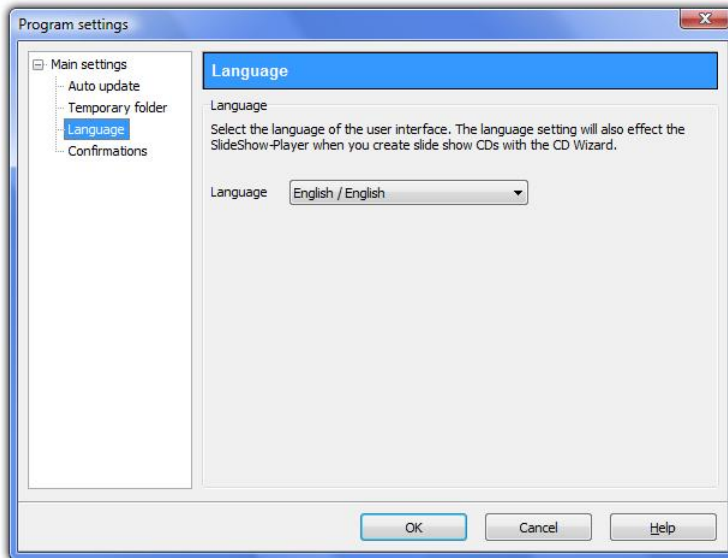 Program settings
Main settings
Auto update
Temporary folder
Language
Confirmations
Language
Language
Select the language of the user interface. The language setting will also effect the
SlideShow-Player when you create slide show CDs with the CD Wizard.
Language English / English
OK Cancel Help